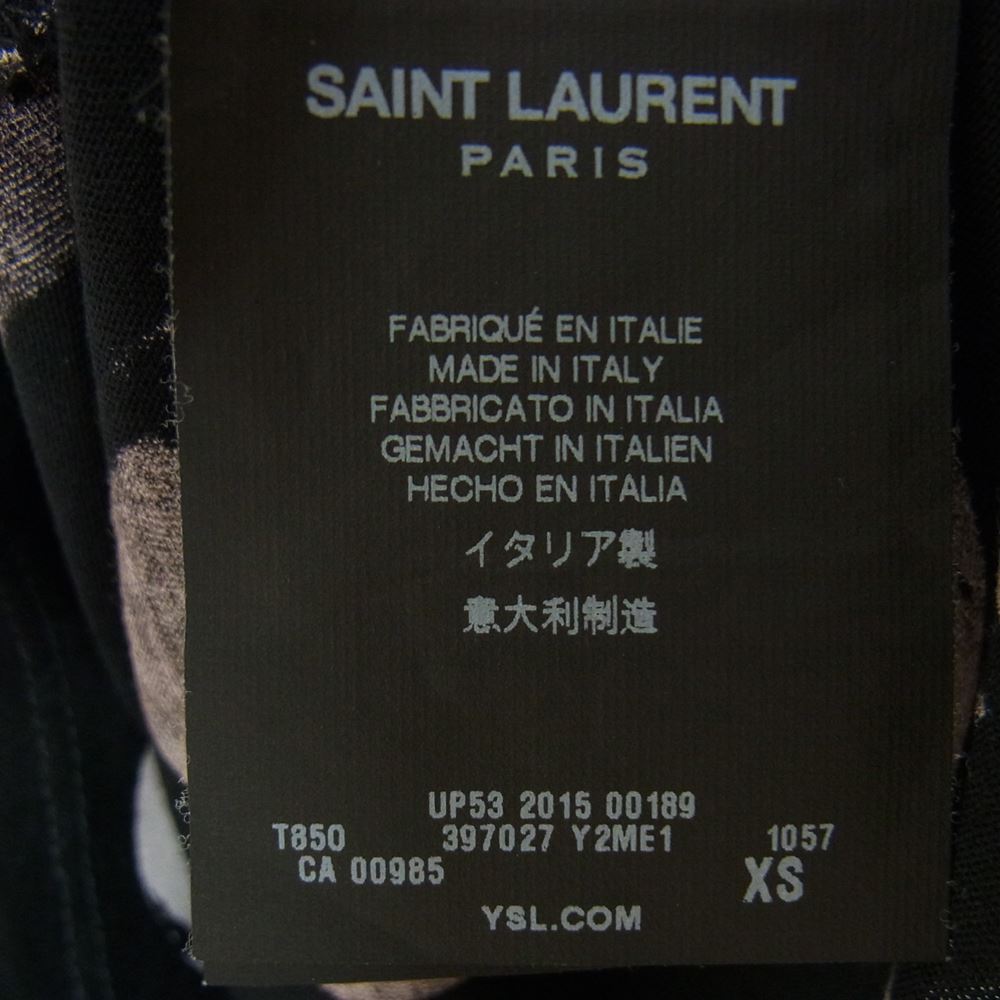 SAINT LAURENT
PARIS
FABRIQUÉ EN ITALIE
MADE IN ITALY
FABBRICATO IN ITALIA
GEMACHT IN ITALIEN
HECHO EN ITALIA
イタリア製
意大利制造
UP53 2015 00189
T850 397027 Y2ME1 1057
CA 00985 XS
YSL.COM